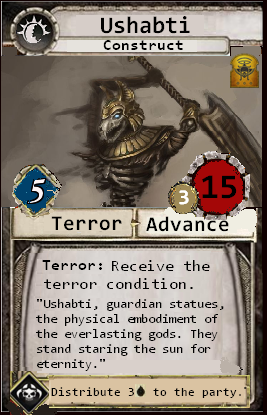 Ushabti
Construct
5
3
15
Terror Advance
Terror: Receive the
terror condition.
"Ushabti, guardian statues,
the physical embodiment of
the everlasting gods. They
stand staring the sun for
eternity."
Distribute 3 to the party.